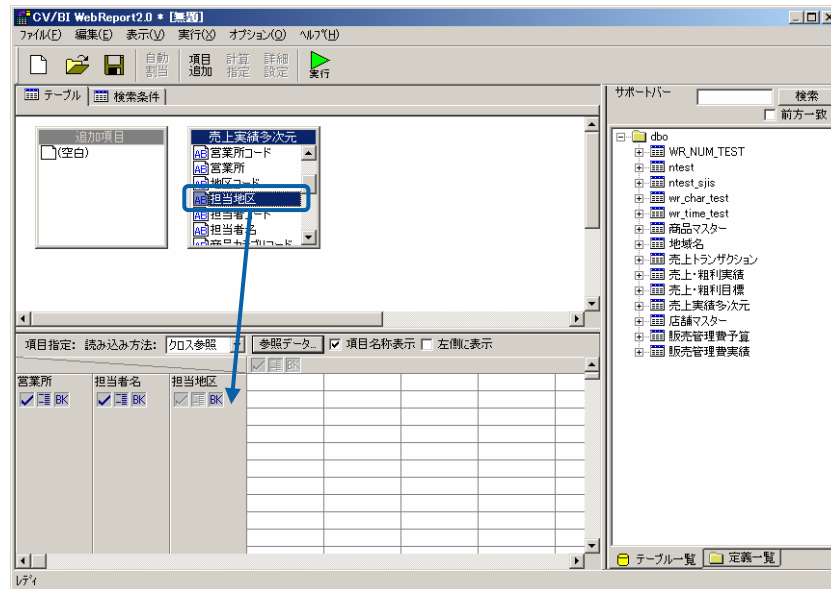 CV/BI WebReport2.0 * [無題]
ファイル(F) 編集(E) 表示(V) 実行(X) オプション(O) ヘルプ(H)
自動割当 項目追加 計算指定 詳細設定 実行
テーブル 検索条件
追加項目
(空白)
売上実績多次元
営業所コード
営業所
地区コード
担当地区
担当者コード
担当者名
商品カテゴリコード
項目指定: 読み込み方法: クロス参照 参照データ... 項目名称表示 左側に表示
BK
営業所 担当者名 担当地区
BK BK BK
サポートバー 検索
前方一致
dbo
WR_NUM_TEST
ntest
ntest_sjis
wr_char_test
wr_time_test
商品マスター
地域名
売上トランザクション
売上・粗利実績
売上・粗利目標
売上実績多次元
店舗マスター
販売管理費予算
販売管理費実績
テーブル一覧 定義一覧
レディ